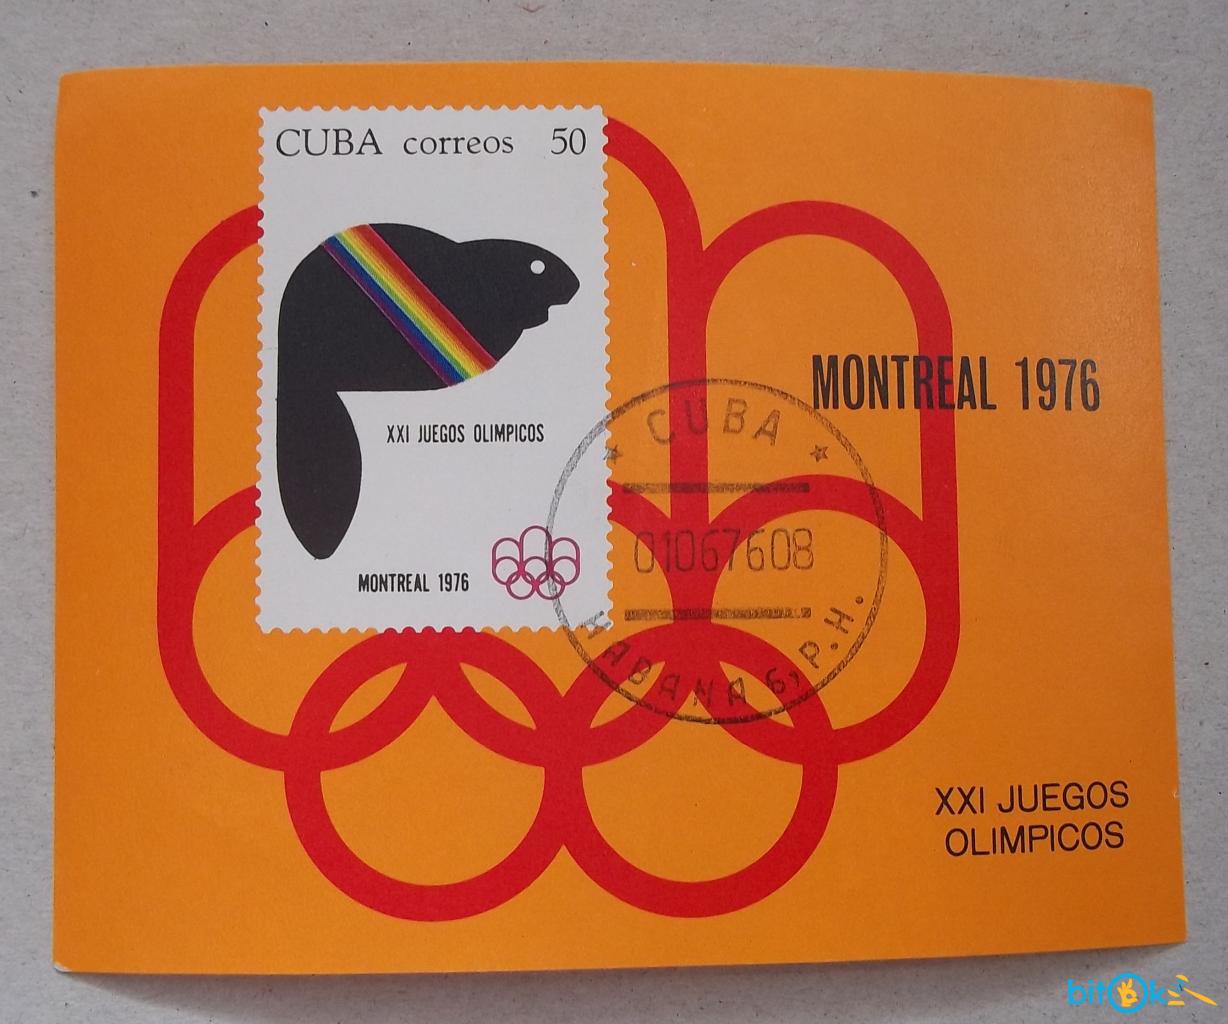 CUBA correos 50
XXI JUEGOS OLIMPICOS
MONTREAL 1976
MONTREAL 1976
CUBA
01067608
HABANA 6, P.H.
XXI JUEGOS
OLIMPICOS
bitOk